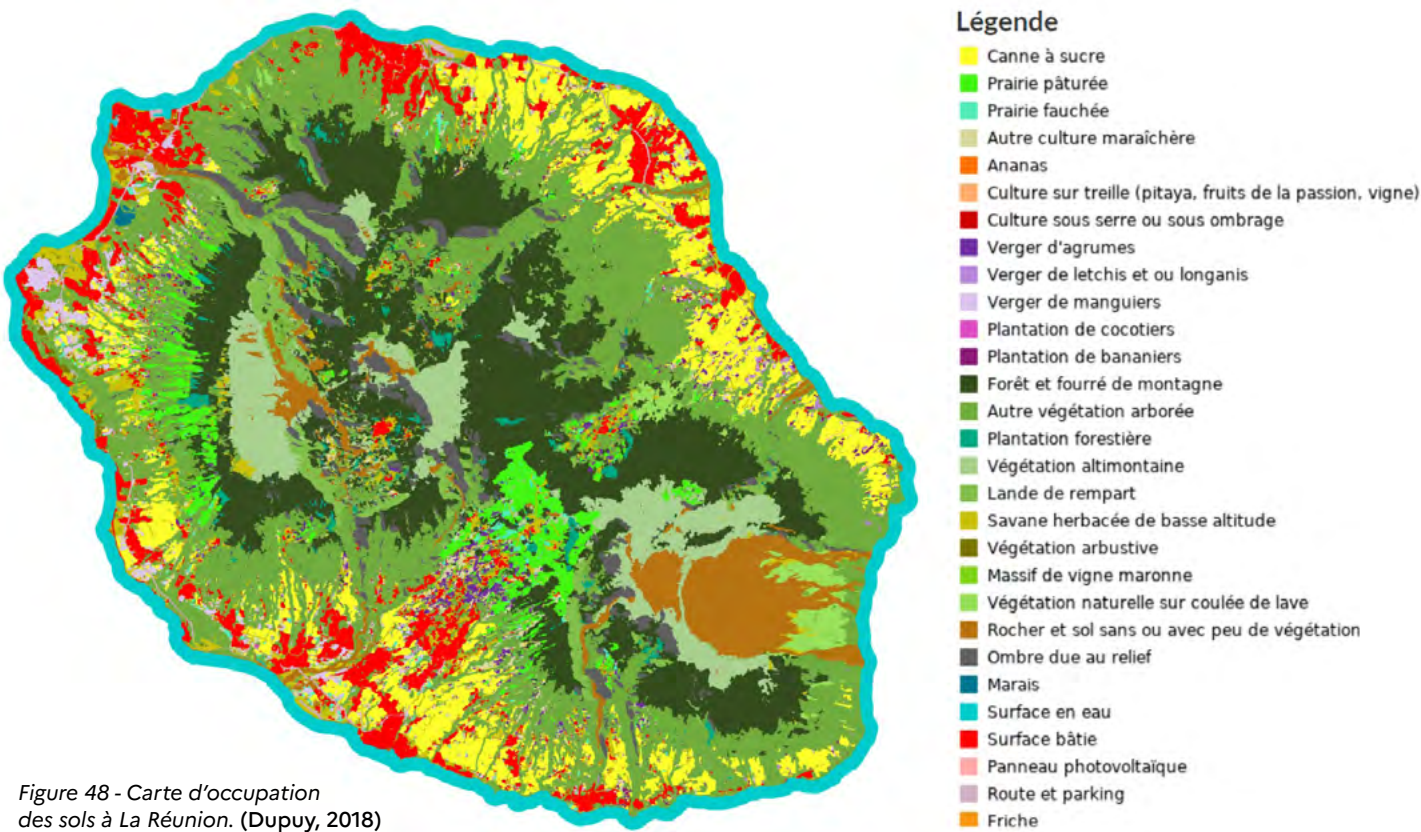 Légende
Canne à sucre
Prairie pâturée
Prairie fauchée
Autre culture maraîchère
Ananas
Culture sur treille (pitaya, fruits de la passion, vigne)
Culture sous serre ou sous ombrage
Verger d'agrumes
Verger de letchis et ou longanis
Verger de manguiers
Plantation de cocotiers
Plantation de bananiers
Forêt et fourré de montagne
Autre végétation arborée
Plantation forestière
Végétation altimontaine
Lande de rempart
Savane herbacée de basse altitude
Végétation arbustive
Massif de vigne maronne
Végétation naturelle sur coulée de lave
Rocher et sol sans ou avec peu de végétation
Ombre due au relief
Marais
Surface en eau
Surface bâtie
Panneau photovoltaïque
Route et parking
Friche
Figure 48 - Carte d'occupation
des sols à La Réunion. (Dupuy, 2018)